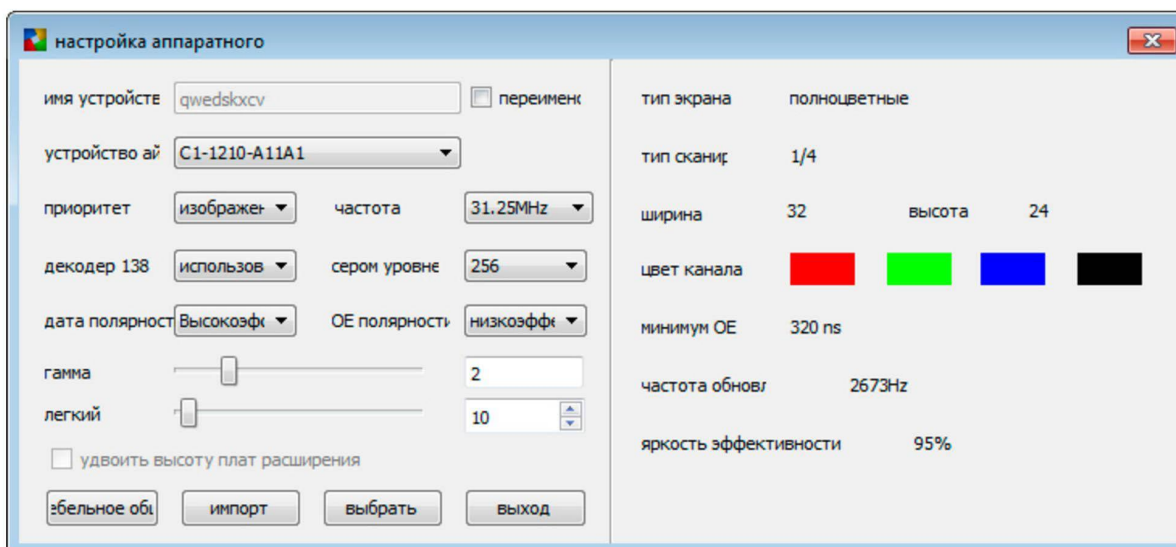 настройка аппаратного
имя устройств qwedskxcv переимено
устройство ай C1-1210-A11A1
приоритет изображен частота 31.25MHz
декодер 138 использов сером уровне 256
дата полярност Высокоэфф OE полярности низкоэффе
гамма 2
легкий 10
удвоить высоту плат расширения
ебельное общ импорт выбрать выход
тип экрана полноцветные
тип сканир 1/4
ширина 32 высота 24
цвет канала
минимум OE 320 ns
частота обновл 2673Hz
яркость эффективности 95%